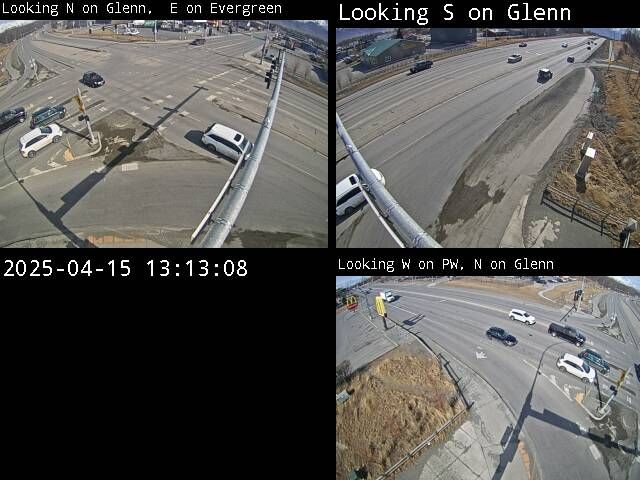 Looking N on Glenn,  E on Evergreen
Looking S on Glenn
2025-04-15 13:13:08
Looking W on PW, N on Glenn